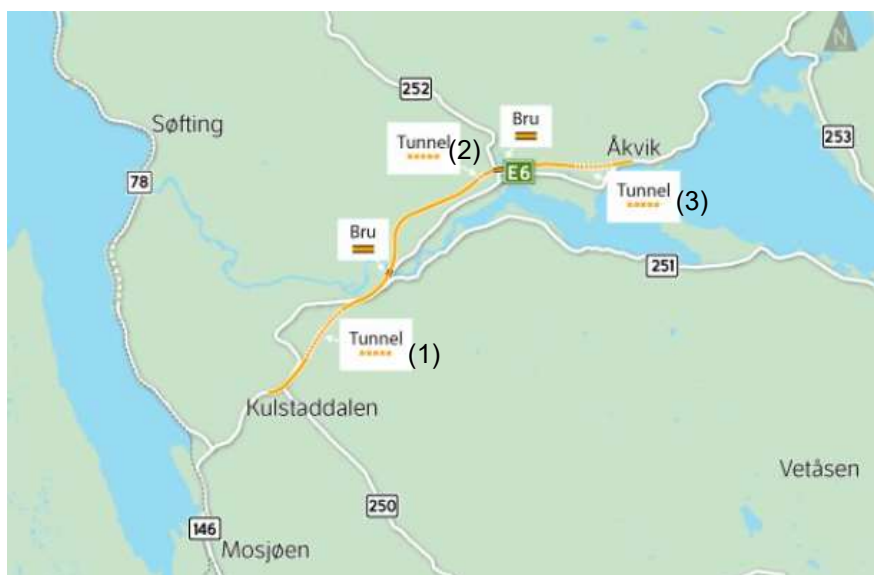 N
252
Bru
Søfting
Tunnel (2)
Åkvik
253
E6
78
Tunnel (3)
Bru
251
Tunnel (1)
Kulstaddalen
Vetåsen
250
146
Mosjøen